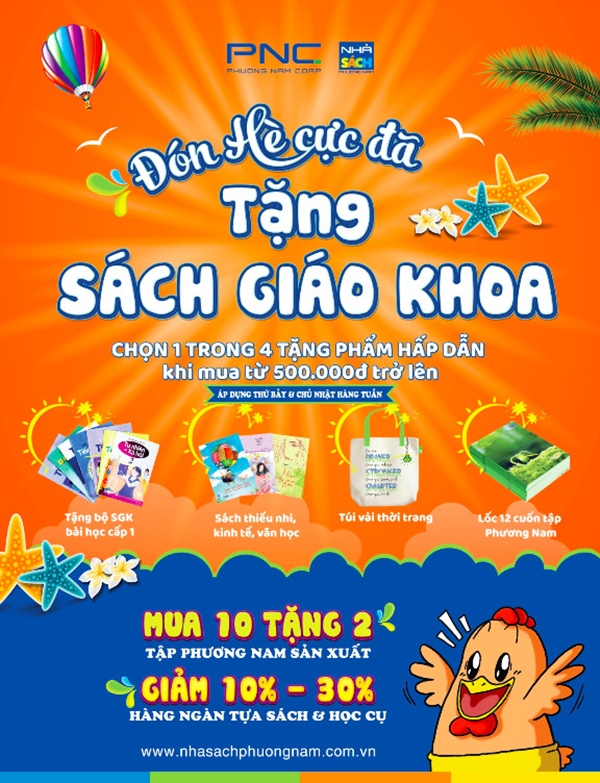 PNC
PHUONG NAM CORP
NHÀ
SÁCH
PHƯƠNG NAM
Đón Hè cực đã
Tặng
SÁCH GIÁO KHOA
CHỌN 1 TRONG 4 TẶNG PHẨM HẤP DẪN
khi mua từ 500.000đ trở lên
ÁP DỤNG THỨ BẢY & CHỦ NHẬT HÀNG TUẦN
Tặng bộ SGK
bài học cấp 1
Sách thiếu nhi,
kinh tế, văn học
Túi vải thời trang
Lốc 12 cuốn tập
Phương Nam
MUA 10 TẶNG 2
TẬP PHƯƠNG NAM SẢN XUẤT
GIẢM 10% - 30%
HÀNG NGÀN TỰA SÁCH & HỌC CỤ
www.nhasachphuongnam.com.vn